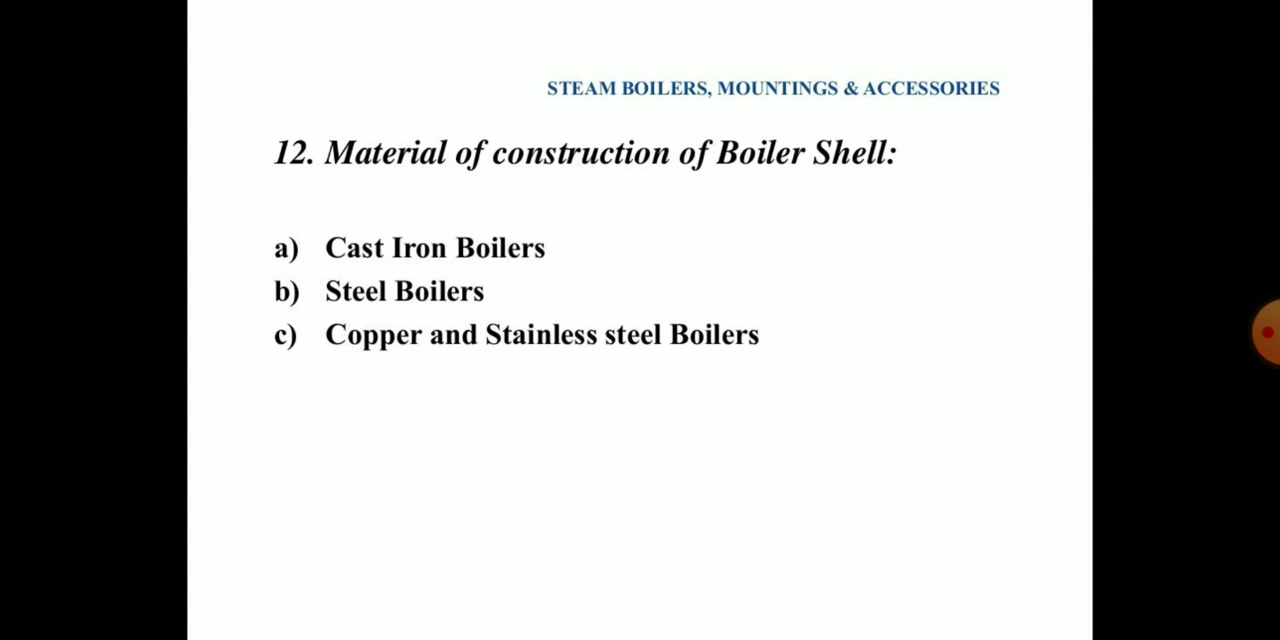 STEAM BOILERS, MOUNTINGS & ACCESSORIES
12. Material of construction of Boiler Shell:
a) Cast Iron Boilers
b) Steel Boilers
c) Copper and Stainless steel Boilers